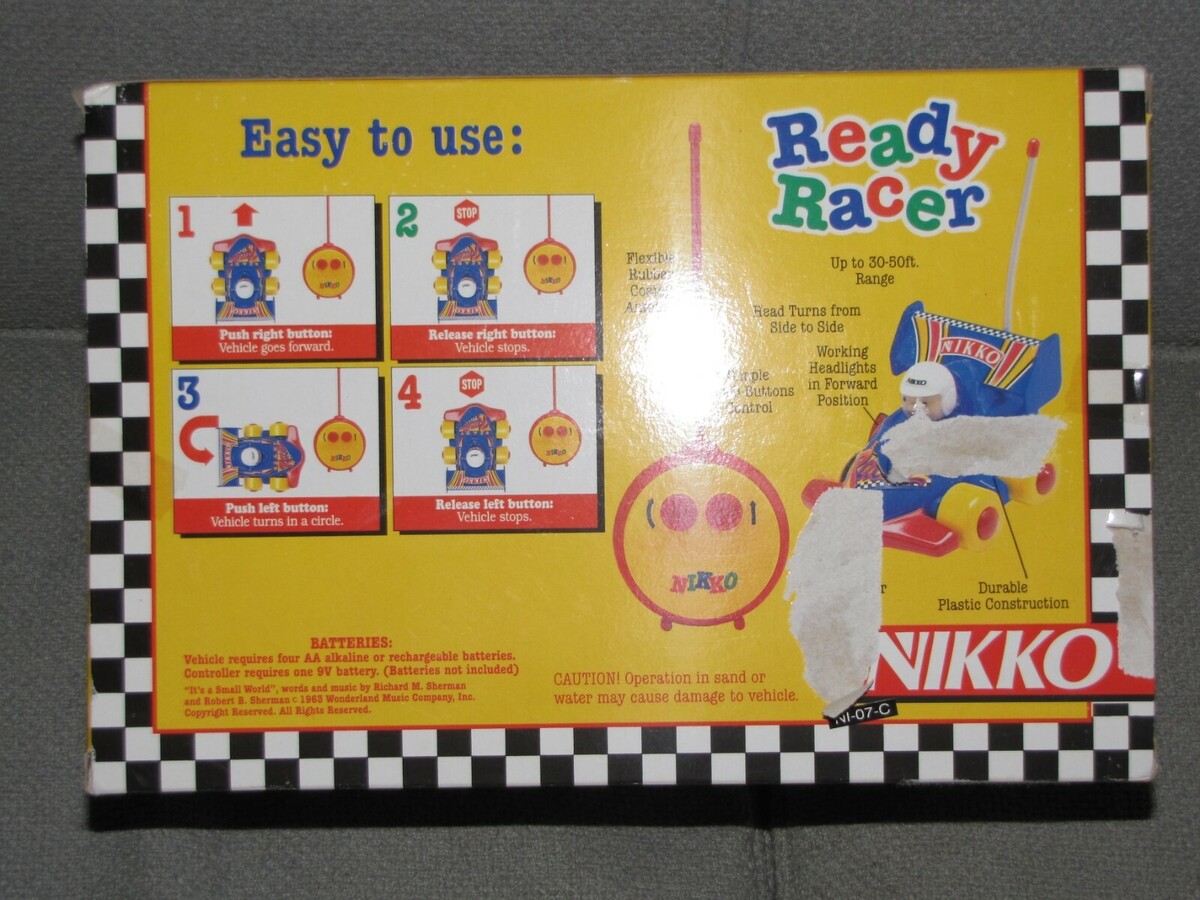 Easy to use:
1
Push right button:
Vehicle goes forward.
2
STOP
Release right button:
Vehicle stops.
3
Push left button:
Vehicle turns in a circle.
4
STOP
Release left button:
Vehicle stops.
BATTERIES:
Vehicle requires four AA alkaline or rechargeable batteries.
Controller requires one 9V battery. (Batteries not included)
"It's a Small World", words and music by Richard M. Sherman
and Robert B. Sherman © 1963 Wonderland Music Company, Inc.
Copyright Reserved. All Rights Reserved.
Ready
Racer
Up to 30-50ft.
Range
Flexible
Rubber
Head Turns from
Side to Side
Working
Headlights
in Forward
Position
Buttons
NIKKO
NIKKO
NIKKO
Durable
Plastic Construction
CAUTION! Operation in sand or
water may cause damage to vehicle.
NIKKO
NI-07-C